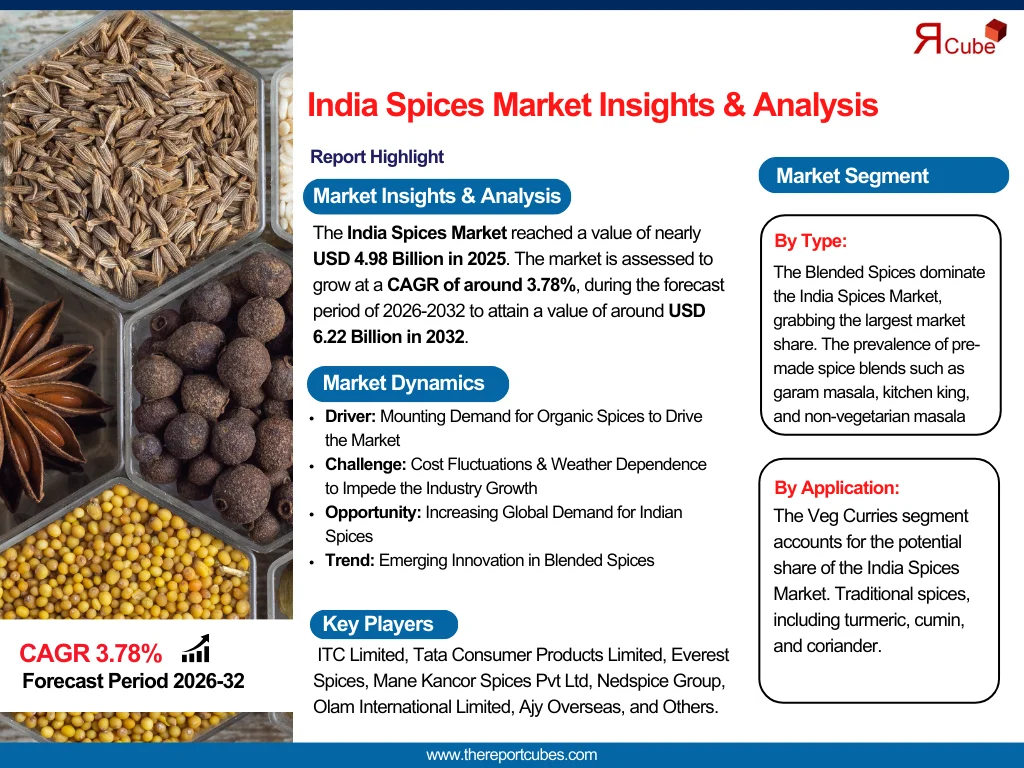 ЯCube
India Spices Market Insights & Analysis
Report Highlight
Market Insights & Analysis
The India Spices Market reached a value of nearly
USD 4.98 Billion in 2025. The market is assessed to
grow at a CAGR of around 3.78%, during the forecast
period of 2026-2032 to attain a value of around USD
6.22 Billion in 2032.
Market Dynamics
• Driver: Mounting Demand for Organic Spices to Drive
the Market
• Challenge: Cost Fluctuations & Weather Dependence
to Impede the Industry Growth
• Opportunity: Increasing Global Demand for Indian
Spices
• Trend: Emerging Innovation in Blended Spices
Key Players
ITC Limited, Tata Consumer Products Limited, Everest
Spices, Mane Kancor Spices Pvt Ltd, Nedspice Group,
Olam International Limited, Ajy Overseas, and Others.
Market Segment
By Type:
The Blended Spices dominate
the India Spices Market,
grabbing the largest market
share. The prevalence of pre-
made spice blends such as
garam masala, kitchen king,
and non-vegetarian masala
By Application:
The Veg Curries segment
accounts for the potential
share of the India Spices
Market. Traditional spices,
including turmeric, cumin,
and coriander.
CAGR 3.78%
Forecast Period 2026-32
www.thereportcubes.com